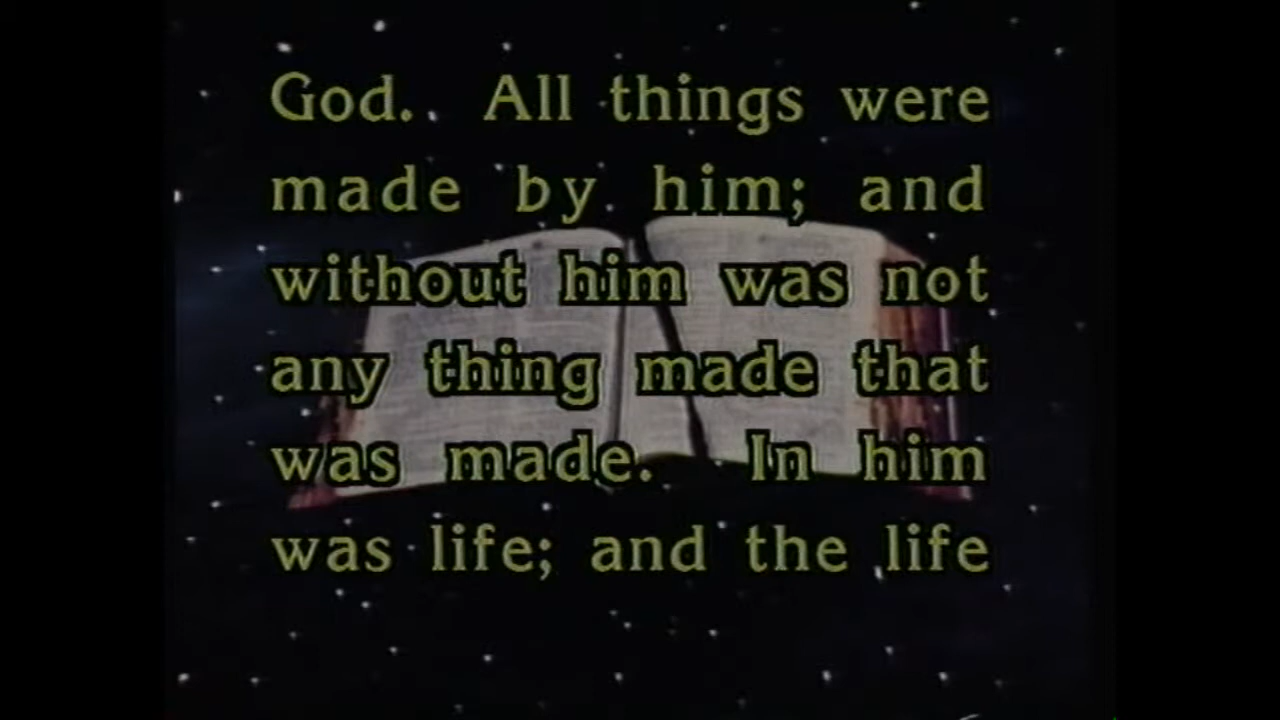 God. All things were
made by him; and
without him was not
any thing made that
was made. In him
was life; and the life